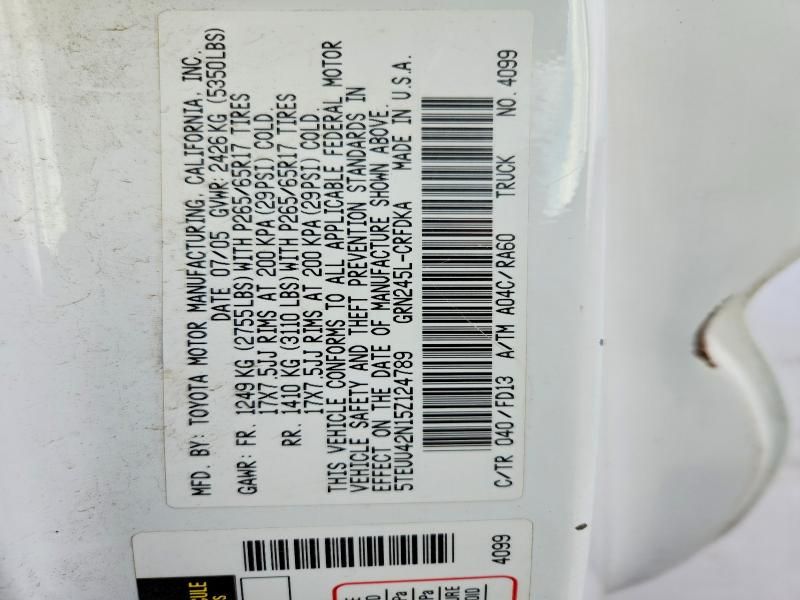 MFD. BY: TOYOTA MOTOR MANUFACTURING, CALIFORNIA, INC.
DATE 07/05 GVWR: 2426 KG (5350LBS)
GAWR: FR. 1249 KG (2755LBS) WITH P265/65R17 TIRES
17X7.5JJ RIMS AT 200 KPA (29PSI) COLD
RR. 1410 KG (3110 LBS) WITH P265/65R17 TIRES
17X7.5JJ RIMS AT 200 KPA (29PSI) COLD.
THIS VEHICLE CONFORMS TO ALL APPLICABLE FEDERAL MOTOR
VEHICLE SAFETY AND THEFT PREVENTION STANDARDS IN
EFFECT ON THE DATE OF MANUFACTURE SHOWN ABOVE.
5TEUU42N15Z124789 GRN245L-CRFDKA MADE IN U.S.A.
C/TR 040/FD13 A/TM A04C/RA60 TRUCK NO. 4099
4099